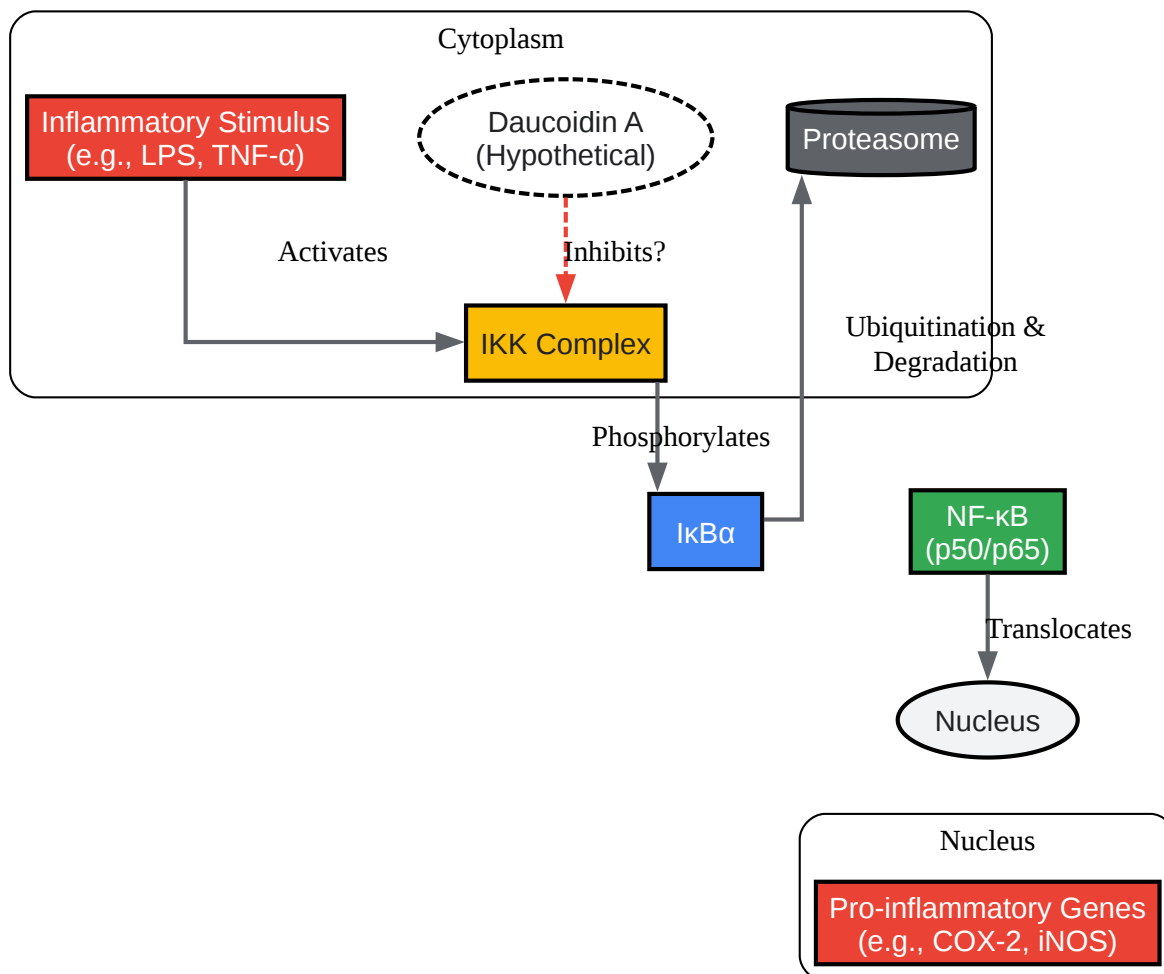 Cytoplasm
Inflammatory Stimulus
(e.g., LPS, TNF-α)
Daucoidin A
(Hypothetical)
Proteasome
Activates
Inhibits?
IKK Complex
Ubiquitination &
Degradation
Phosphorylates
IκBα
NF-κB
(p50/p65)
Translocates
Nucleus
Nucleus
Pro-inflammatory Genes
(e.g., COX-2, iNOS)